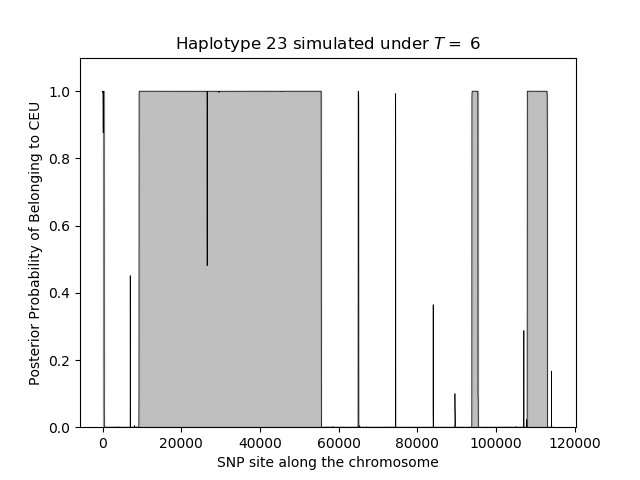 Haplotype 23 simulated under T = 6
Posterior Probability of Belonging to CEU
1.0
0.8
0.6
0.4
0.2
0.0
0 20000 40000 60000 80000 100000 120000
SNP site along the chromosome